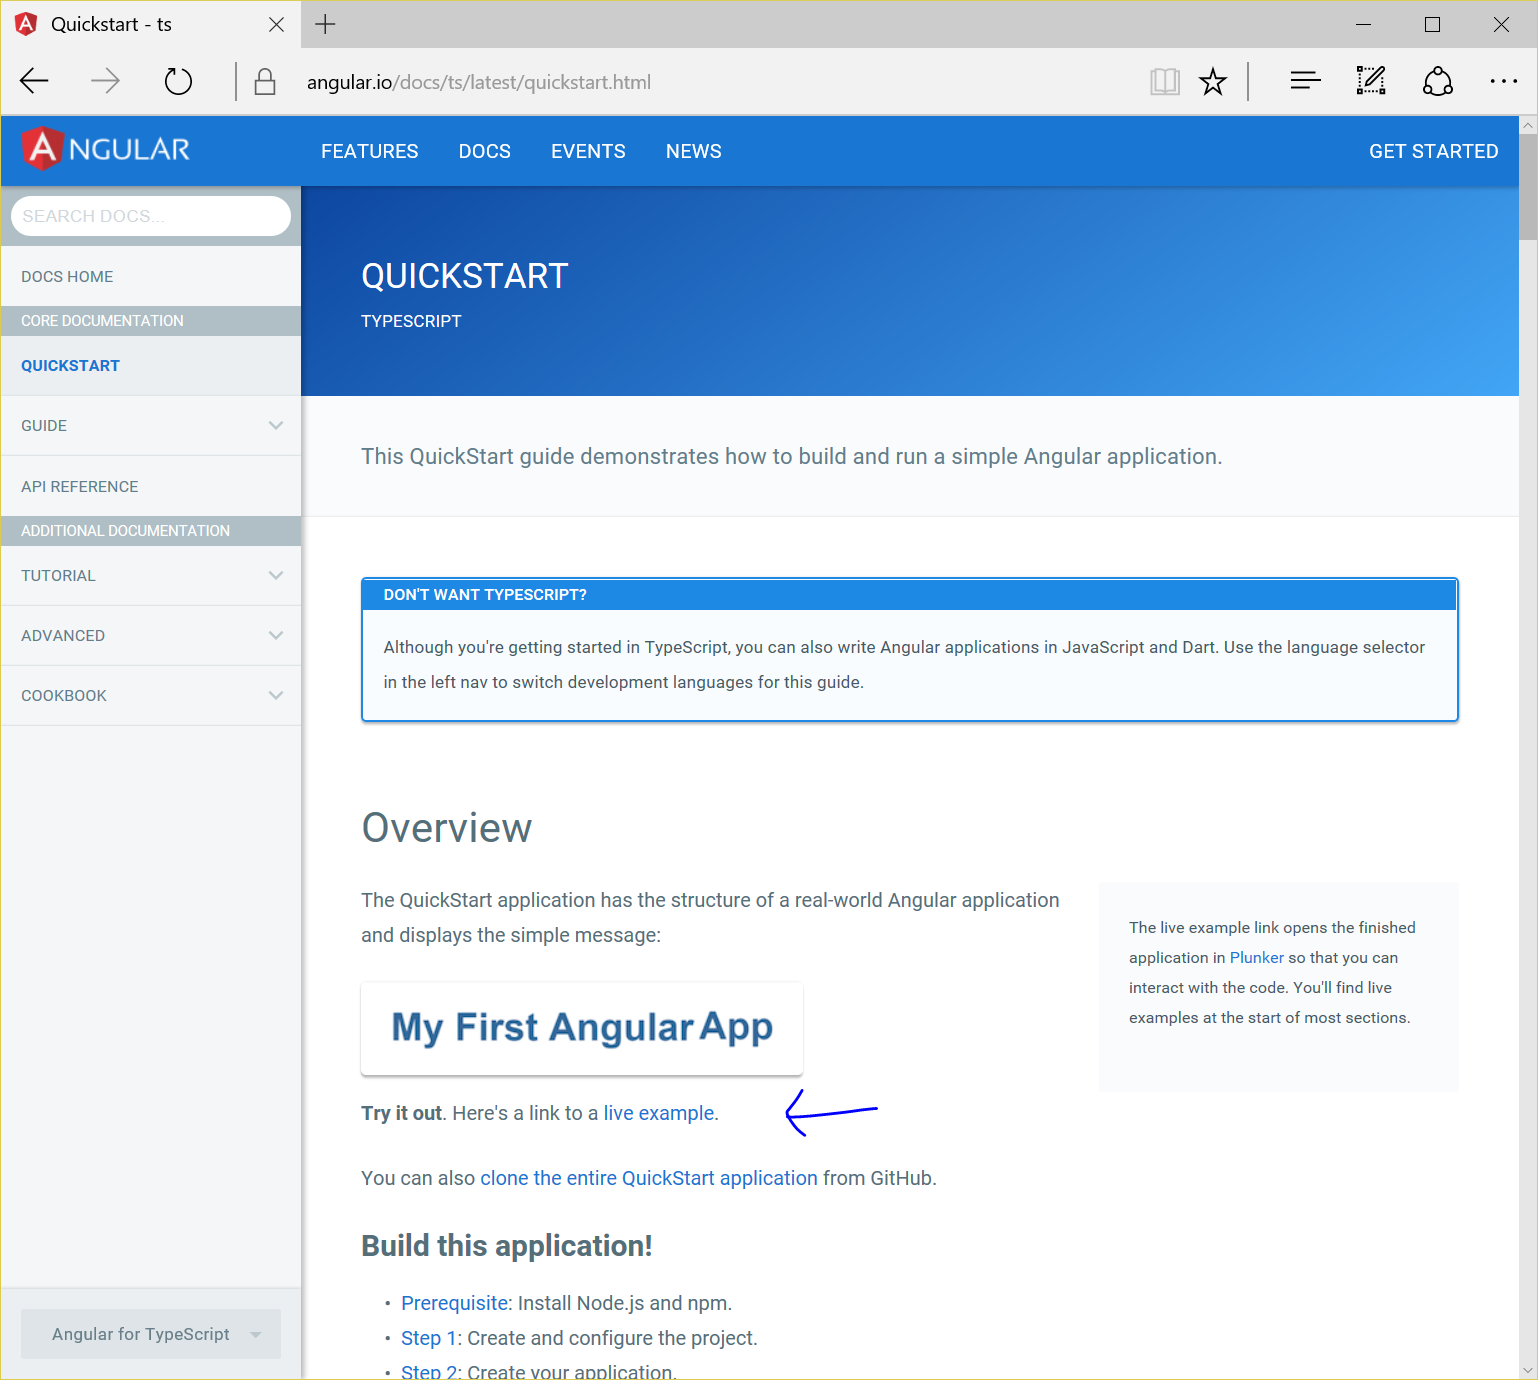 Quickstart - ts
angular.io/docs/ts/latest/quickstart.html
ANGULAR
FEATURES
DOCS
EVENTS
NEWS
GET STARTED
SEARCH DOCS...
DOCS HOME
CORE DOCUMENTATION
QUICKSTART
GUIDE
API REFERENCE
ADDITIONAL DOCUMENTATION
TUTORIAL
ADVANCED
COOKBOOK
Angular for TypeScript
QUICKSTART
TYPESCRIPT
This QuickStart guide demonstrates how to build and run a simple Angular application.
DON'T WANT TYPESCRIPT?
Although you're getting started in TypeScript, you can also write Angular applications in JavaScript and Dart. Use the language selector
in the left nav to switch development languages for this guide.
Overview
The QuickStart application has the structure of a real-world Angular application
and displays the simple message:
My First Angular App
The live example link opens the finished
application in Plunker so that you can
interact with the code. You'll find live
examples at the start of most sections.
Try it out. Here's a link to a live example.
You can also clone the entire QuickStart application from GitHub.
Build this application!
• Prerequisite: Install Node.js and npm.
• Step 1: Create and configure the project.
• Step 2: Create your application.